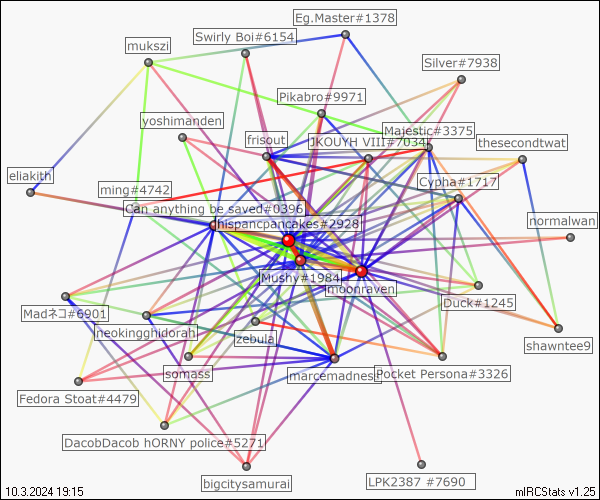 Eg.Master#1378
Swirly Boi#6154
mukszi
Silver#7938
Pikabro#9971
yoshimanden
Majestic#3375
frisout
JKOUYH VIII#7034
thesecondtwat
eliakith
Cypha#1717
ming#4742
Can anything be saved#0396
hispancpancakes#2928
normalwan
Mushy#1984
moonraven
Duck#1245
Madネコ#6901
neokingghidorah
zebula
shawntee9
somass
marcemadness
Pocket Persona#3326
Fedora Stoat#4479
DacobDacob hORNY police#5271
bigcitysamurai
LPK2387 #7690
10.3.2024 19:15
mIRCStats v1.25